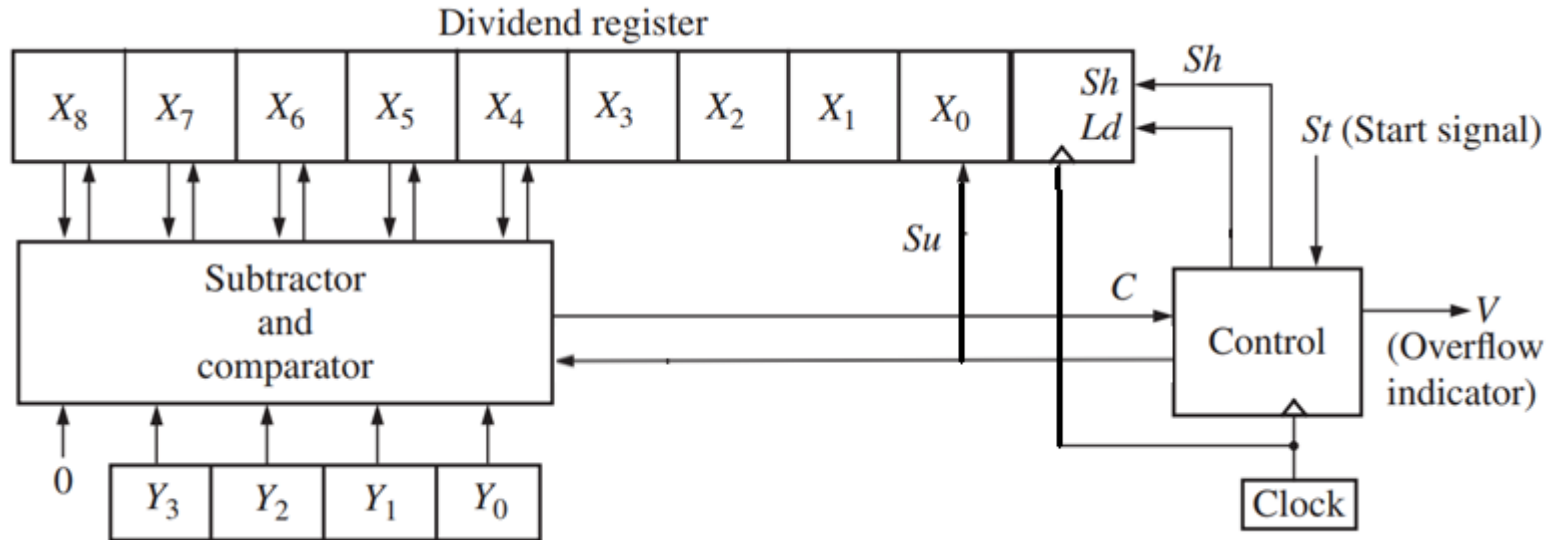 Dividend register
X₈ X₇ X₆ X₅ X₄ X₃ X₂ X₁ X₀ Sh
Ld
Sh
St (Start signal)
Su
Subtractor
and
comparator
C
Control
V
(Overflow
indicator)
0
Y₃ Y₂ Y₁ Y₀
Clock